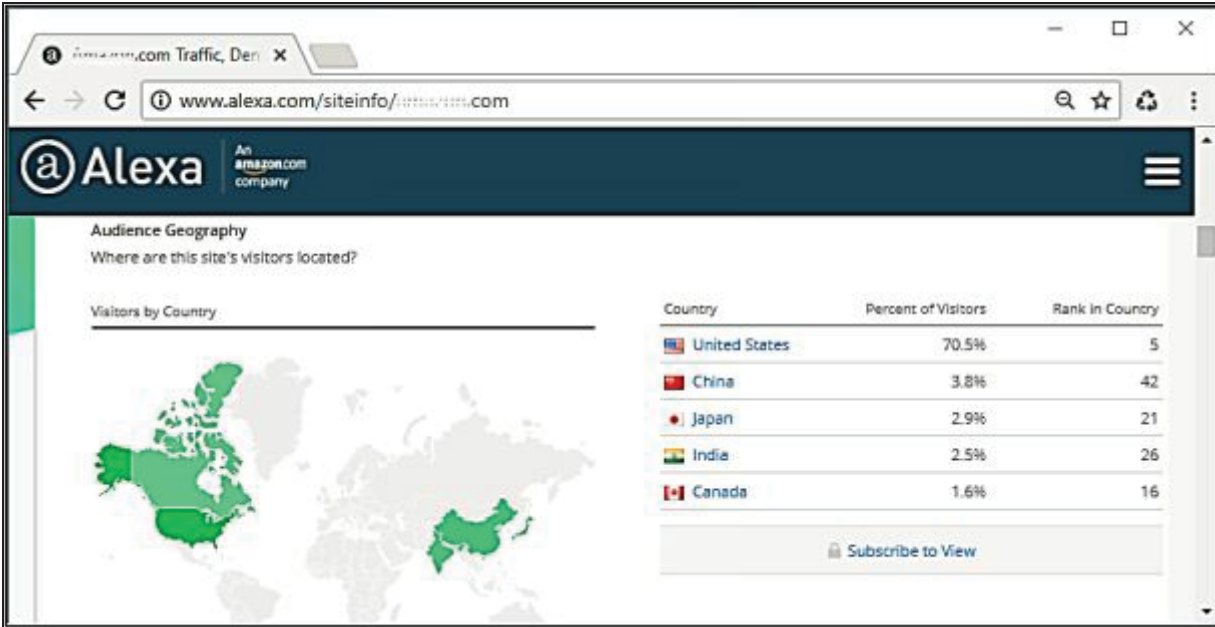 .com Traffic, Der
www.alexa.com/siteinfo/ .com
a Alexa
An
amazon.com
company
Audience Geography
Where are this site's visitors located?
Visitors by Country
Country Percent of Visitors Rank in Country
United States 70.5% 5
China 3.8% 42
Japan 2.9% 21
India 2.5% 26
Canada 1.6% 16
Subscribe to View